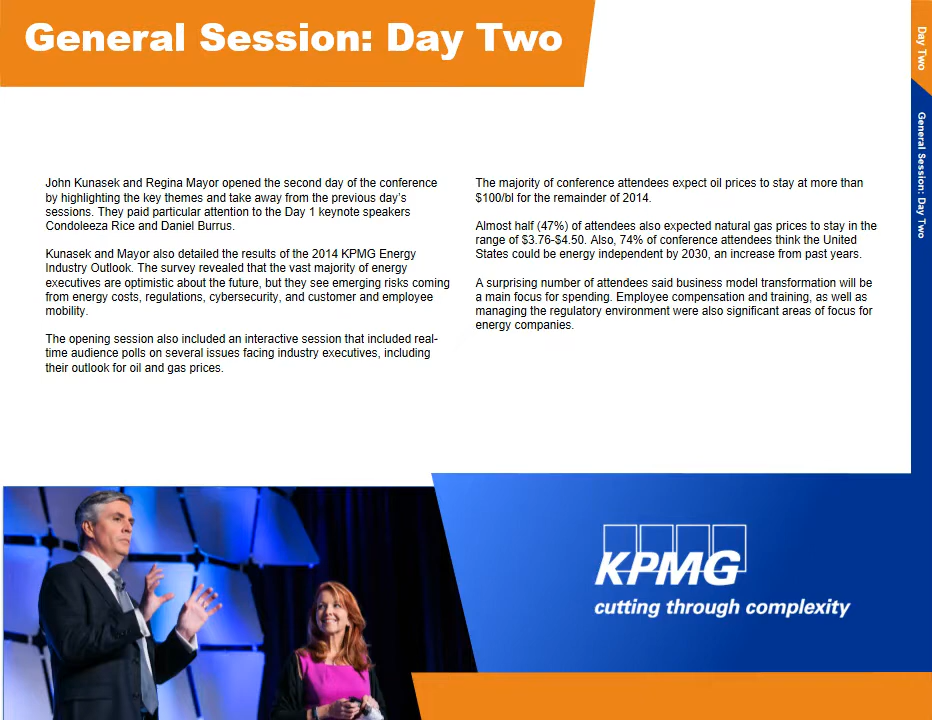 General Session: Day Two
Day Two
General Session: Day Two
John Kunasek and Regina Mayor opened the second day of the conference
by highlighting the key themes and take away from the previous day's
sessions. They paid particular attention to the Day 1 keynote speakers
Condoleeza Rice and Daniel Burrus.
Kunasek and Mayor also detailed the results of the 2014 KPMG Energy
Industry Outlook. The survey revealed that the vast majority of energy
executives are optimistic about the future, but they see emerging risks coming
from energy costs, regulations, cybersecurity, and customer and employee
mobility.
The opening session also included an interactive session that included real-
time audience polls on several issues facing industry executives, including
their outlook for oil and gas prices.
The majority of conference attendees expect oil prices to stay at more than
$100/bl for the remainder of 2014.
Almost half (47%) of attendees also expected natural gas prices to stay in the
range of $3.76-$4.50. Also, 74% of conference attendees think the United
States could be energy independent by 2030, an increase from past years.
A surprising number of attendees said business model transformation will be
a main focus for spending. Employee compensation and training, as well as
managing the regulatory environment were also significant areas of focus for
energy companies.
KPMG
cutting through complexity